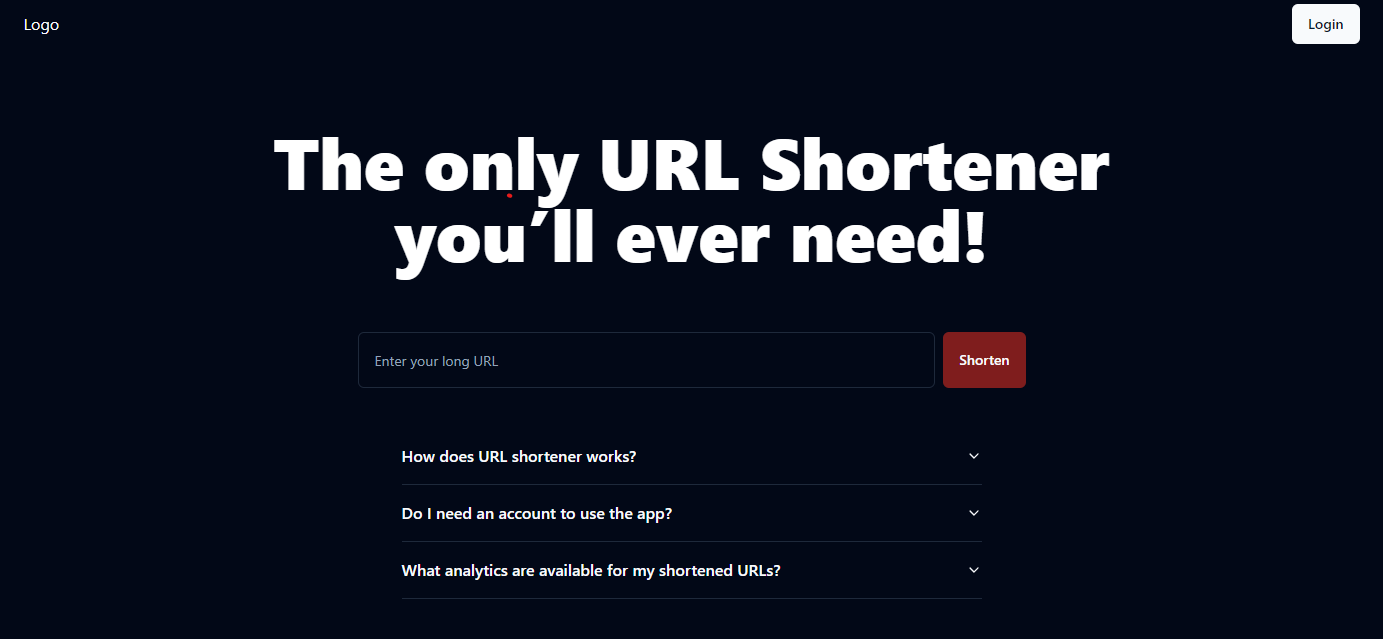 Logo
Login
The only URL Shortener
you´ll ever need!
Enter your long URL
Shorten
How does URL shortener works?
Do I need an account to use the app?
What analytics are available for my shortened URLs?